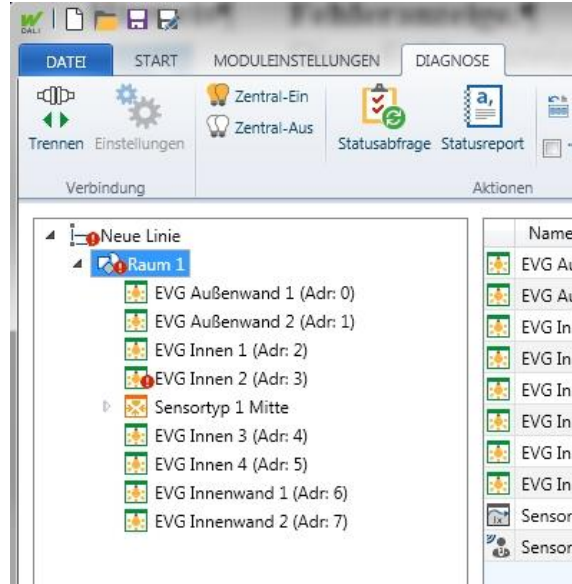 Fehleranzeige.¶
DALI
DATEI START MODULEINSTELLUNGEN DIAGNOSE
Zentral-Ein
Zentral-Aus
Trennen Einstellungen Statusabfrage Statusreport
Verbindung Aktionen
Neue Linie
Raum 1
EVG Außenwand 1 (Adr: 0)
EVG Außenwand 2 (Adr: 1)
EVG Innen 1 (Adr: 2)
EVG Innen 2 (Adr: 3)
Sensortyp 1 Mitte
EVG Innen 3 (Adr: 4)
EVG Innen 4 (Adr: 5)
EVG Innenwand 1 (Adr: 6)
EVG Innenwand 2 (Adr: 7)
Name
EVG Au
EVG Au
EVG In
EVG In
EVG In
EVG In
EVG In
EVG In
Sensor
Sensor